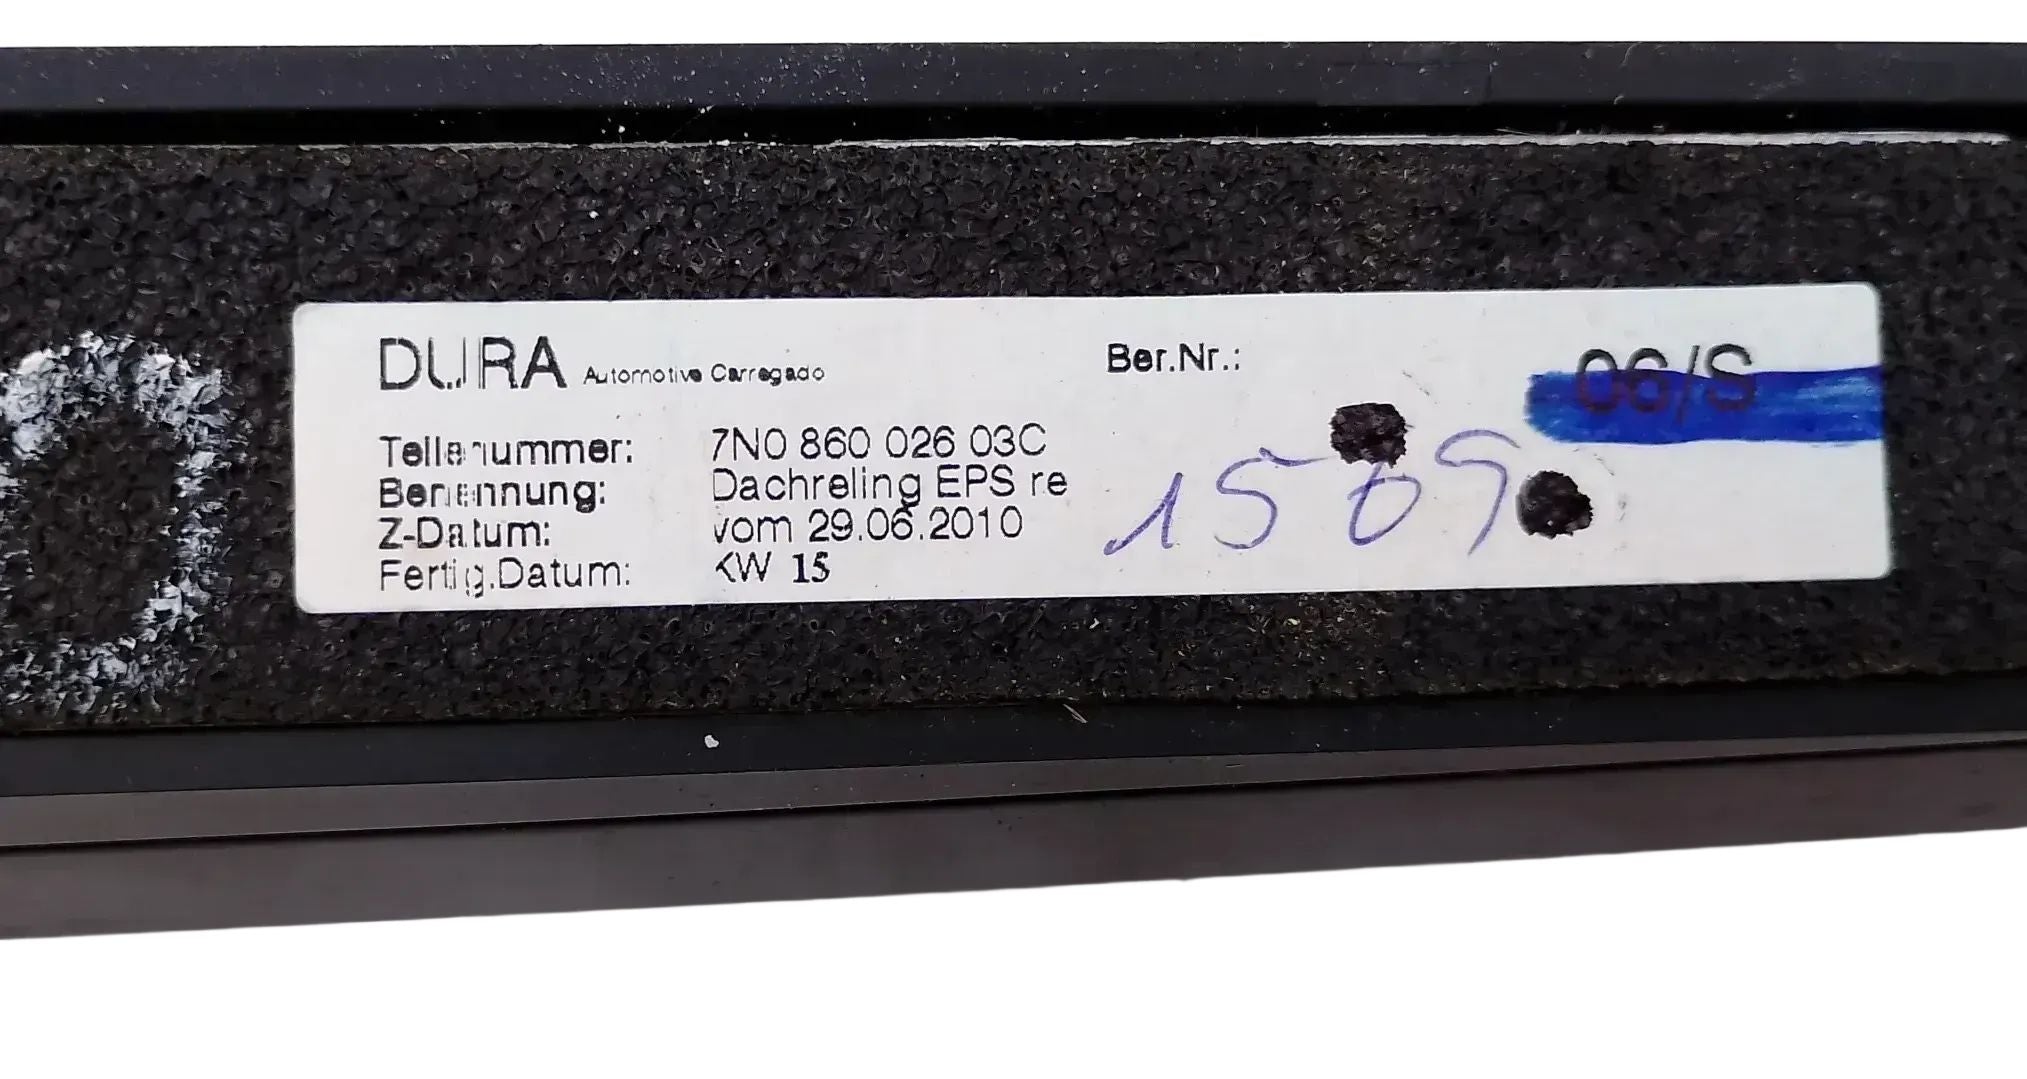 DURA Automotive Carregado
Ber.Nr.:
06/S
Teilenummer: 7N0 860 026 03C
Benennung: Dachreling EPS re
Z-Datum: vom 29.06.2010
Fertig.Datum: KW 15
1509